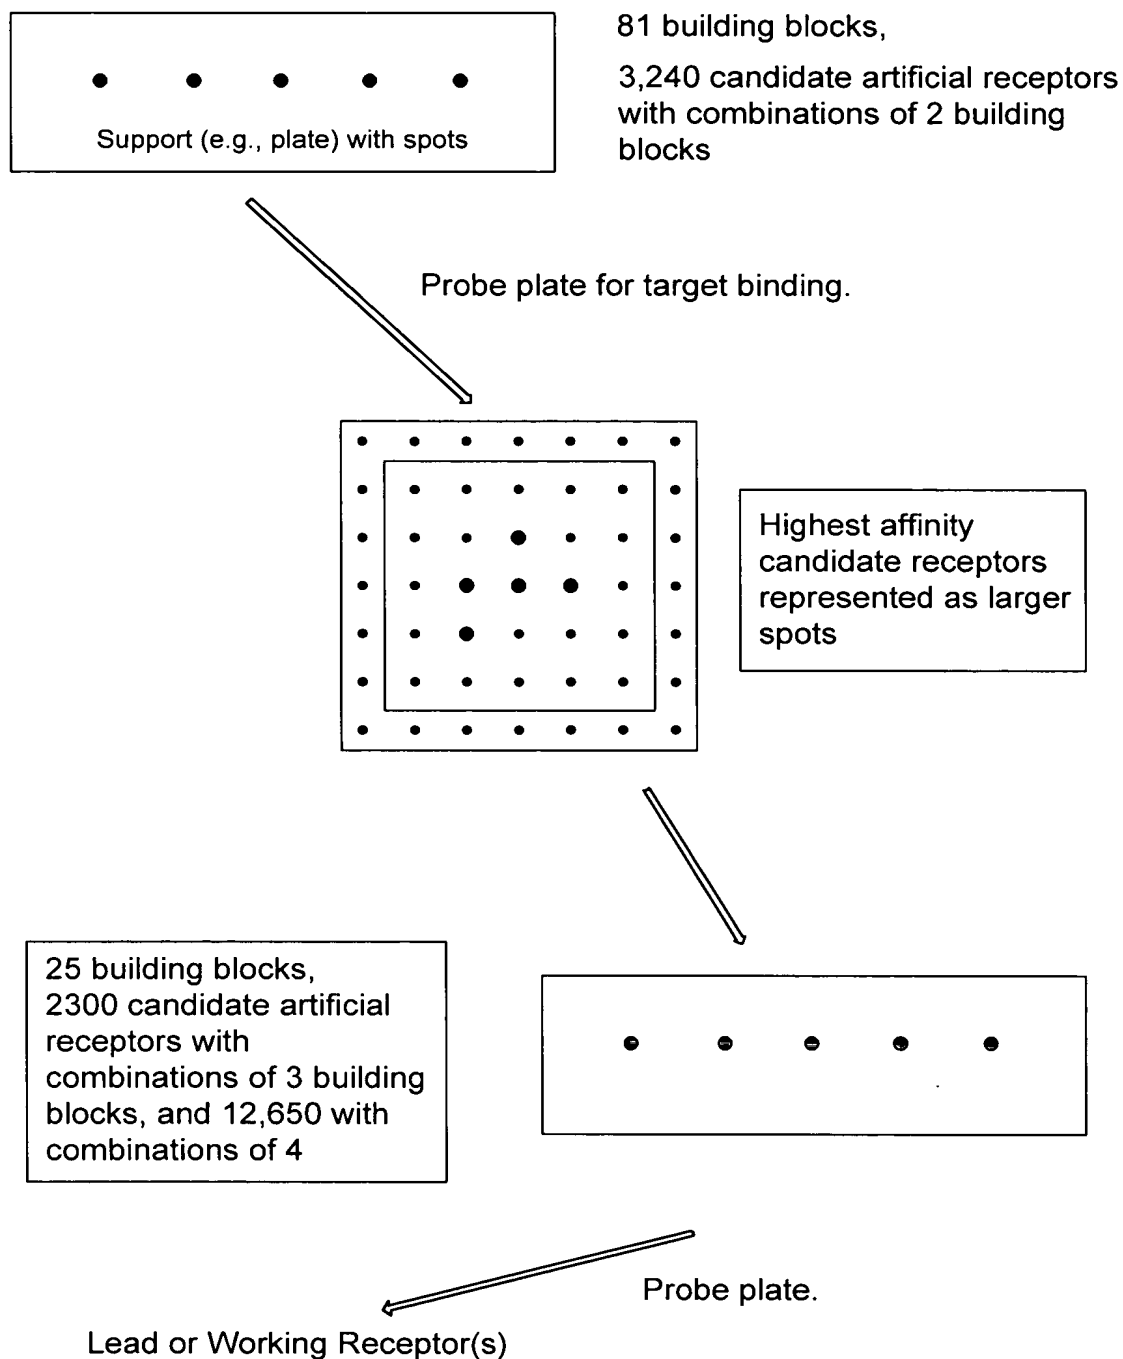 81 building blocks,
3,240 candidate artificial receptors
with combinations of 2 building
blocks
Support (e.g., plate) with spots
Probe plate for target binding.
Highest affinity
candidate receptors
represented as larger
spots
25 building blocks,
2300 candidate artificial
receptors with
combinations of 3 building
blocks, and 12,650 with
combinations of 4
Probe plate.
Lead or Working Receptor(s)